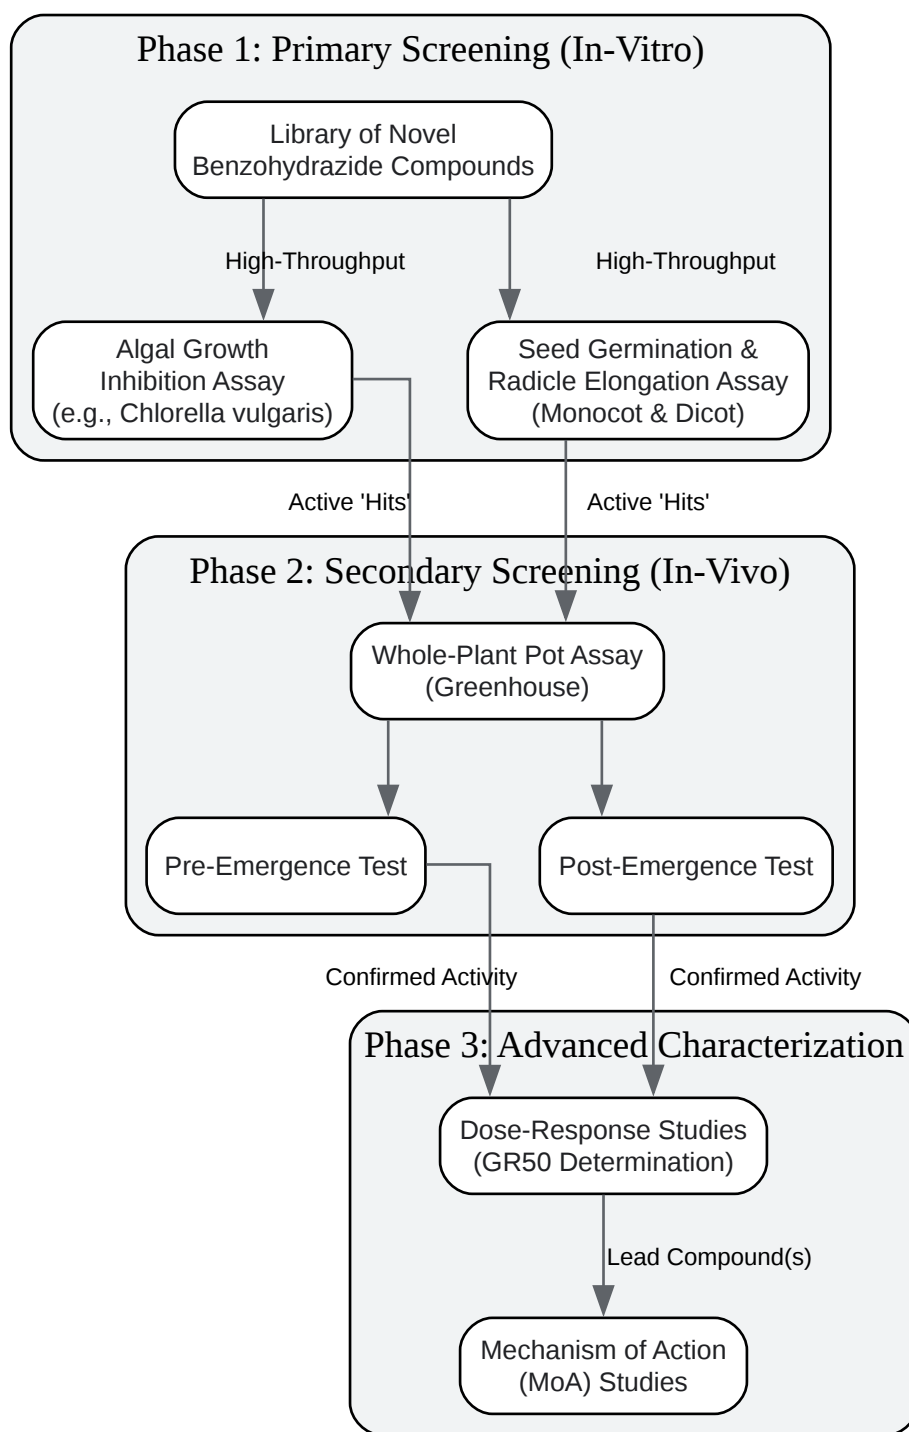 Phase 1: Primary Screening (In-Vitro)
Library of Novel
Benzohydrazide Compounds
High-Throughput
High-Throughput
Algal Growth
Inhibition Assay
(e.g., Chlorella vulgaris)
Seed Germination &
Radicle Elongation Assay
(Monocot & Dicot)
Active 'Hits'
Active 'Hits'
Phase 2: Secondary Screening (In-Vivo)
Whole-Plant Pot Assay
(Greenhouse)
Pre-Emergence Test
Post-Emergence Test
Confirmed Activity
Confirmed Activity
Phase 3: Advanced Characterization
Dose-Response Studies
(GR50 Determination)
Lead Compound(s)
Mechanism of Action
(MoA) Studies